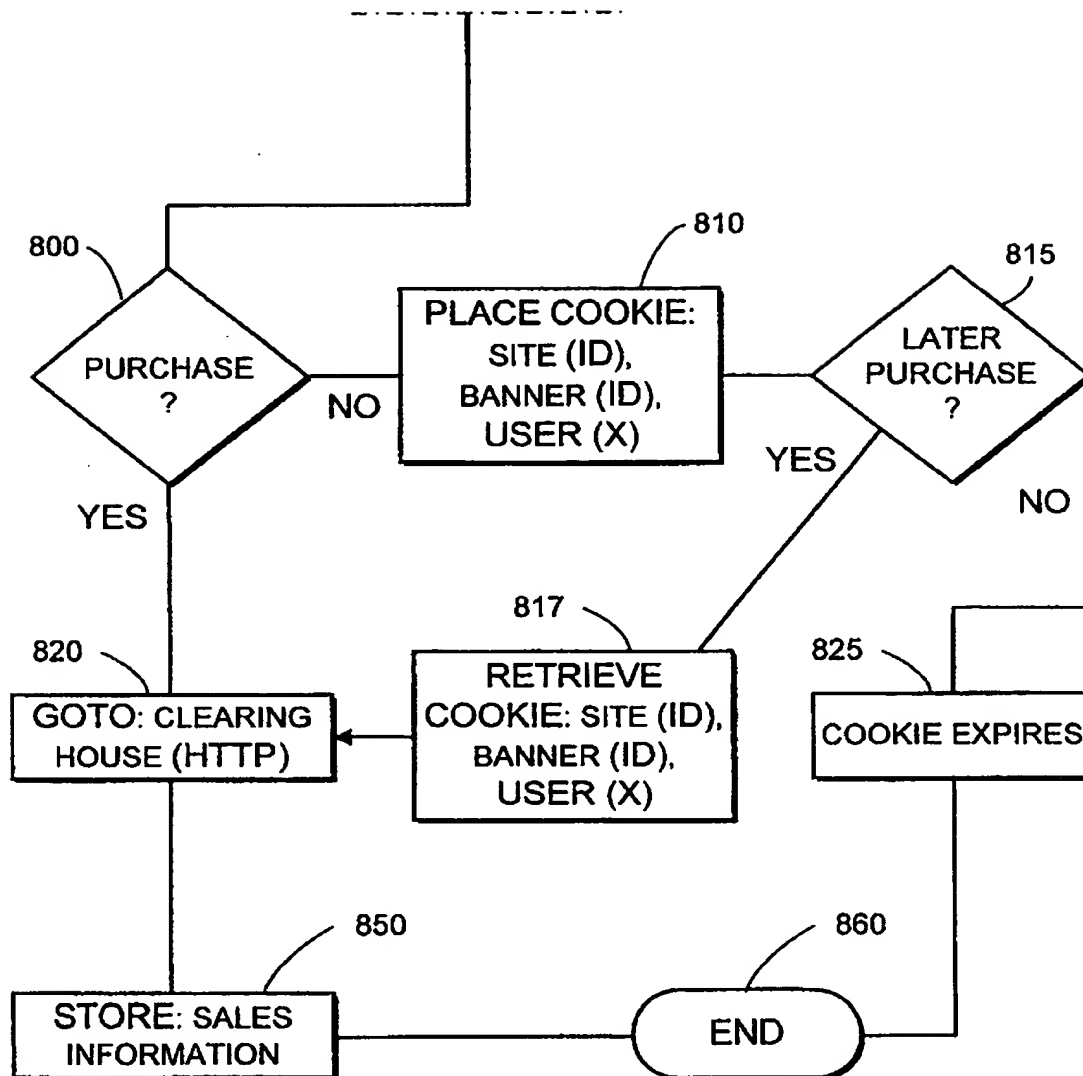 800
PURCHASE
?
NO
YES
810
PLACE COOKIE:
SITE (ID),
BANNER (ID),
USER (X)
815
LATER
PURCHASE
?
YES
NO
817
RETRIEVE
COOKIE: SITE (ID),
BANNER (ID),
USER (X)
820
GOTO: CLEARING
HOUSE (HTTP)
825
COOKIE EXPIRES
850
STORE: SALES
INFORMATION
860
END